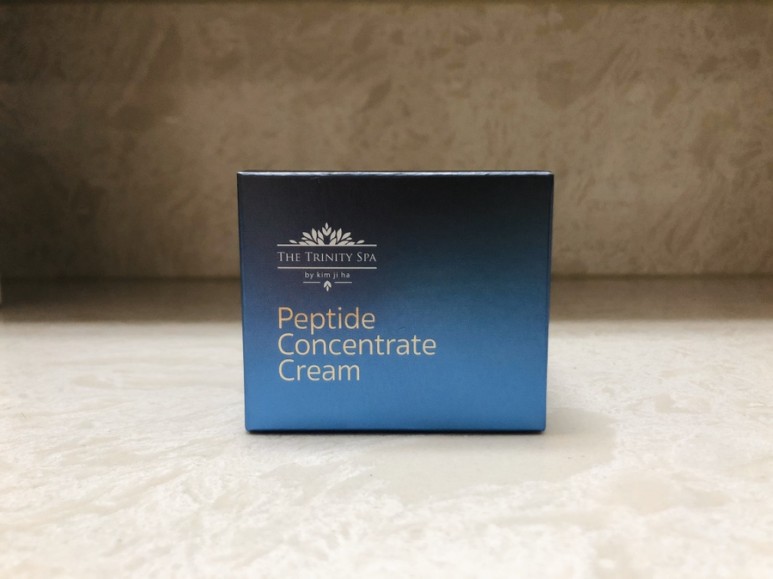 THE TRINITY SPA
by kim ji ha
Peptide
Concentrate
Cream